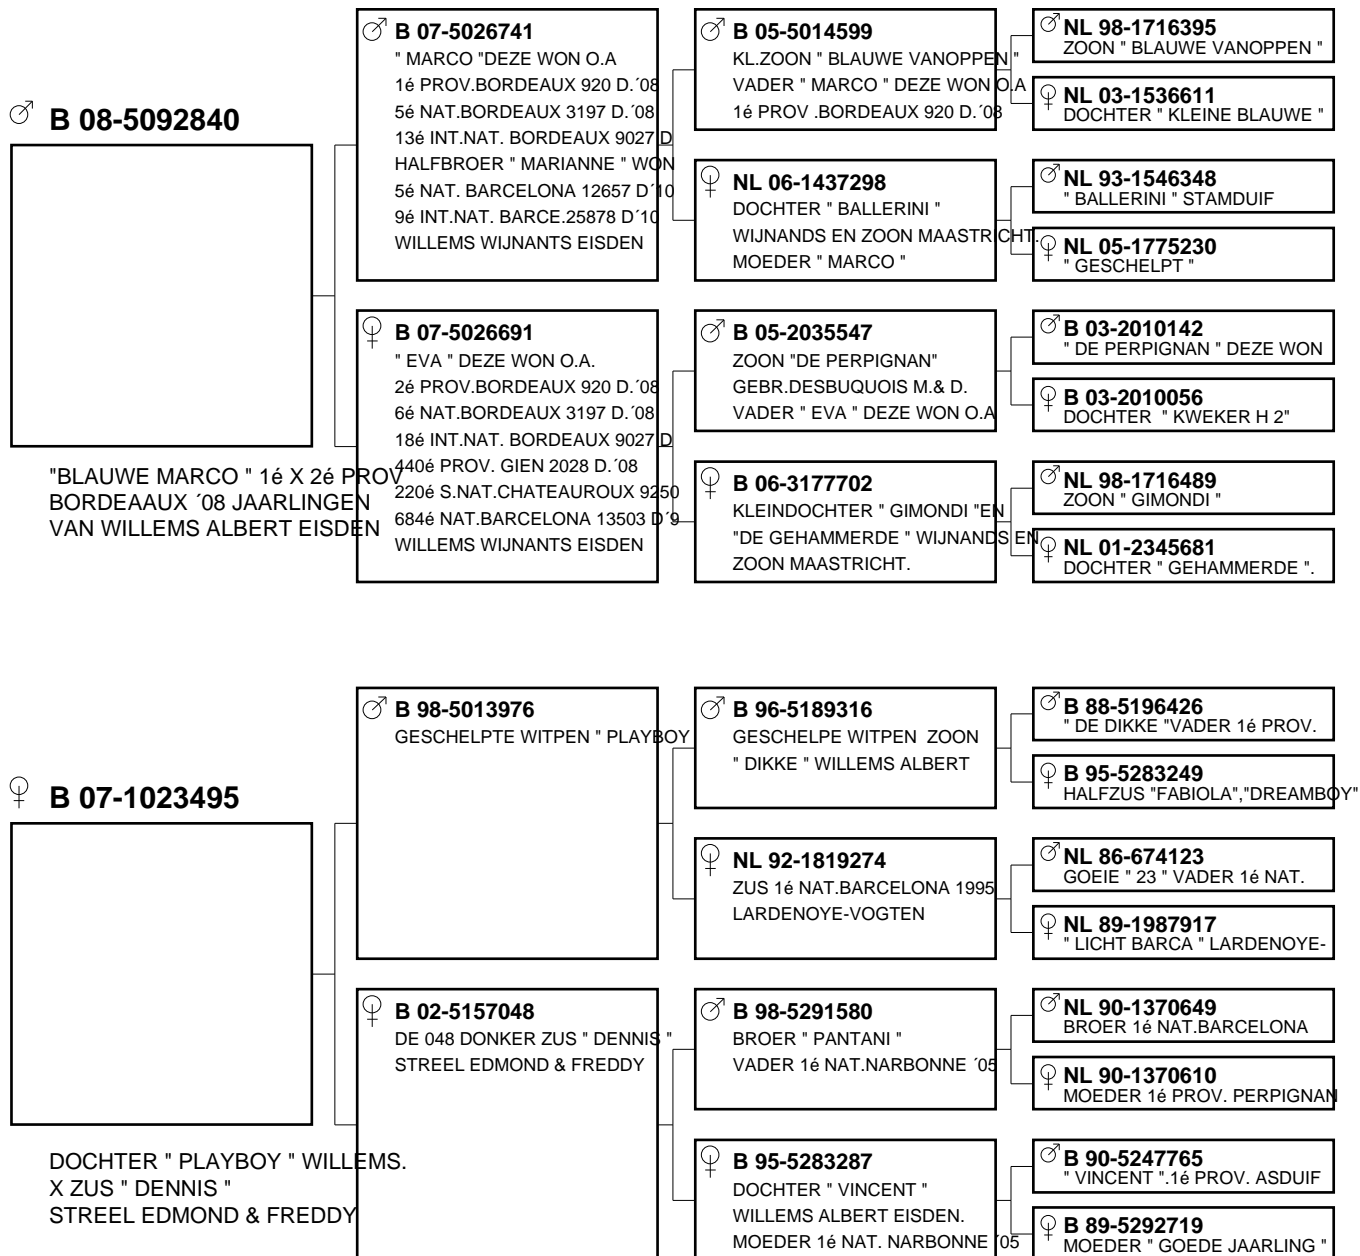 B 08-5092840
"BLAUWE MARCO " 1é X 2é PROV
BORDEAAUX ´08 JAARLINGEN
VAN WILLEMS ALBERT EISDEN
B 07-5026741
" MARCO "DEZE WON O.A
1é PROV.BORDEAUX 920 D.´08
5é NAT.BORDEAUX 3197 D.´08
13é INT.NAT. BORDEAUX 9027 D
HALFBROER " MARIANNE " WON
5é NAT. BARCELONA 12657 D´10
9é INT.NAT. BARCE.25878 D´10
WILLEMS WIJNANTS EISDEN
B 07-5026691
" EVA " DEZE WON O.A.
2é PROV.BORDEAUX 920 D.´08
6é NAT.BORDEAUX 3197 D.´08
18é INT.NAT. BORDEAUX 9027 D
440é PROV. GIEN 2028 D.´08
220é S.NAT.CHATEAUROUX 9250
684é NAT.BARCELONA 13503 D´9
WILLEMS WIJNANTS EISDEN
B 05-5014599
KL.ZOON " BLAUWE VANOPPEN "
VADER " MARCO " DEZE WON O.A
1é PROV .BORDEAUX 920 D.´08
NL 06-1437298
DOCHTER " BALLERINI "
WIJNANDS EN ZOON MAASTRICHT.
MOEDER " MARCO "
B 05-2035547
ZOON "DE PERPIGNAN"
GEBR.DESBUQUOIS M.& D.
VADER " EVA " DEZE WON O.A
B 06-3177702
KLEINDOCHTER " GIMONDI "EN
"DE GEHAMMERDE " WIJNANDS EN
ZOON MAASTRICHT.
NL 98-1716395
ZOON " BLAUWE VANOPPEN "
NL 03-1536611
DOCHTER " KLEINE BLAUWE "
NL 93-1546348
" BALLERINI " STAMDUIF
NL 05-1775230
" GESCHELPT "
B 03-2010142
" DE PERPIGNAN " DEZE WON
B 03-2010056
DOCHTER  " KWEKER H 2"
NL 98-1716489
ZOON " GIMONDI "
NL 01-2345681
DOCHTER " GEHAMMERDE ".
B 07-1023495
DOCHTER " PLAYBOY " WILLEMS.
X ZUS " DENNIS "
STREEL EDMOND & FREDDY
B 98-5013976
GESCHELPTE WITPEN " PLAYBOY
B 02-5157048
DE 048 DONKER ZUS " DENNIS "
STREEL EDMOND & FREDDY
B 96-5189316
GESCHELPE WITPEN  ZOON
" DIKKE " WILLEMS ALBERT
NL 92-1819274
ZUS 1é NAT.BARCELONA 1995
LARDENOYE-VOGTEN
B 98-5291580
BROER " PANTANI "
VADER 1é NAT.NARBONNE ´05
B 95-5283287
DOCHTER " VINCENT "
WILLEMS ALBERT EISDEN.
MOEDER 1é NAT. NARBONNE ´05
B 88-5196426
" DE DIKKE "VADER 1é PROV.
B 95-5283249
HALFZUS "FABIOLA","DREAMBOY"
NL 86-674123
GOEIE " 23 " VADER 1é NAT.
NL 89-1987917
" LICHT BARCA " LARDENOYE-
NL 90-1370649
BROER 1é NAT.BARCELONA
NL 90-1370610
MOEDER 1é PROV. PERPIGNAN
B 90-5247765
" VINCENT ".1é PROV. ASDUIF
B 89-5292719
MOEDER " GOEDE JAARLING "